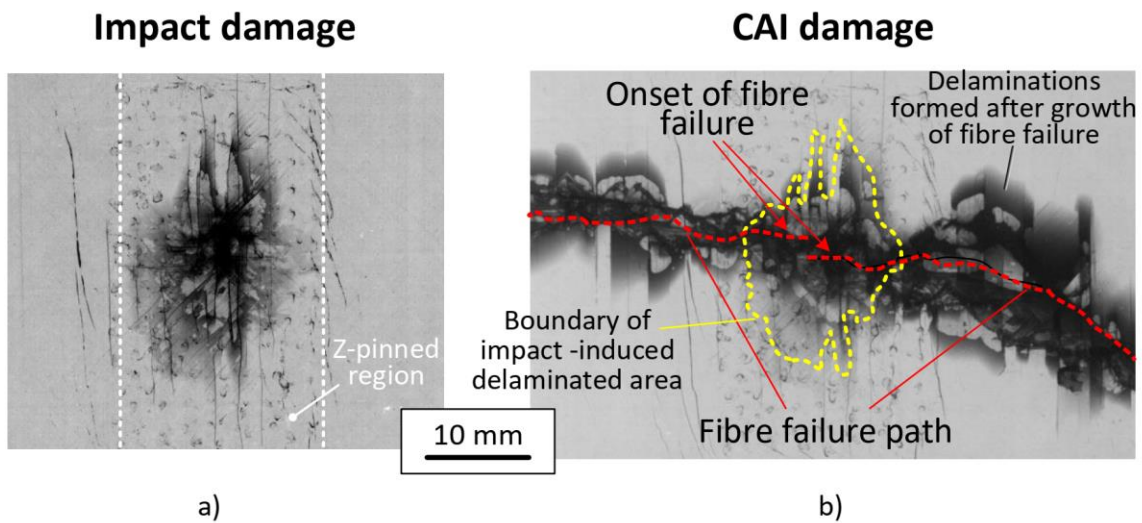 Impact damage
CAI damage
Onset of fibre
failure
Delaminations
formed after growth
of fibre failure
Z-pinned
region
Boundary of
impact -induced
delaminated area
Fibre failure path
10 mm
a)
b)